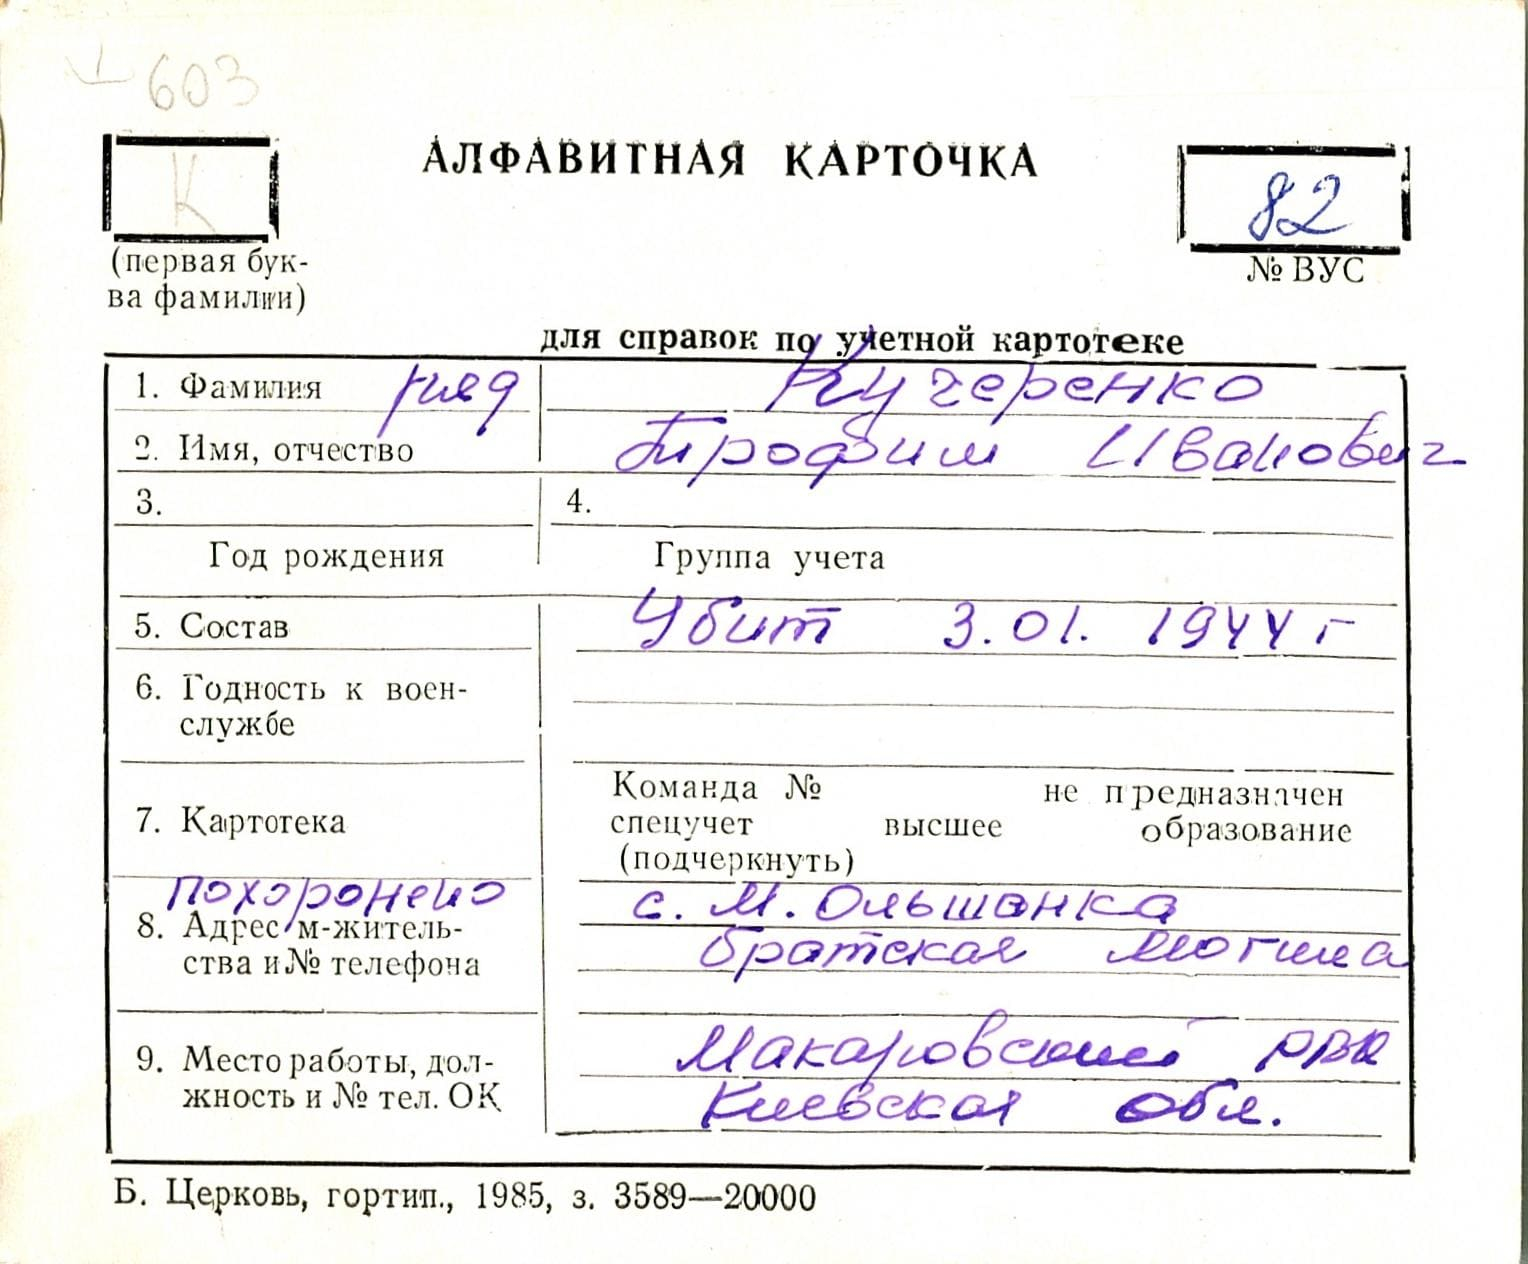 603
К
АЛФАВИТНАЯ КАРТОЧКА
82
(первая бук-
ва фамилии)
№ ВУС
для справок по учетной картотеке
1. Фамилия ряд Кучеренко
2. Имя, отчество Трофим Иванович
3. 4.
Год рождения Группа учета
5. Состав Убит 3.01. 1944 г
6. Годность к воен-
службе
7. Картотека
Команда № не предназначен
спецучет высшее образование
(подчеркнуть)
похоронено с. М. Ольшанка
8. Адрес м-житель-
ства и № телефона
братская могила
9. Место работы, дол-
жность и № тел. ОК
Макаровский РВК
Киевская обл.
Б. Церковь, гортип., 1985, з. 3589—20000